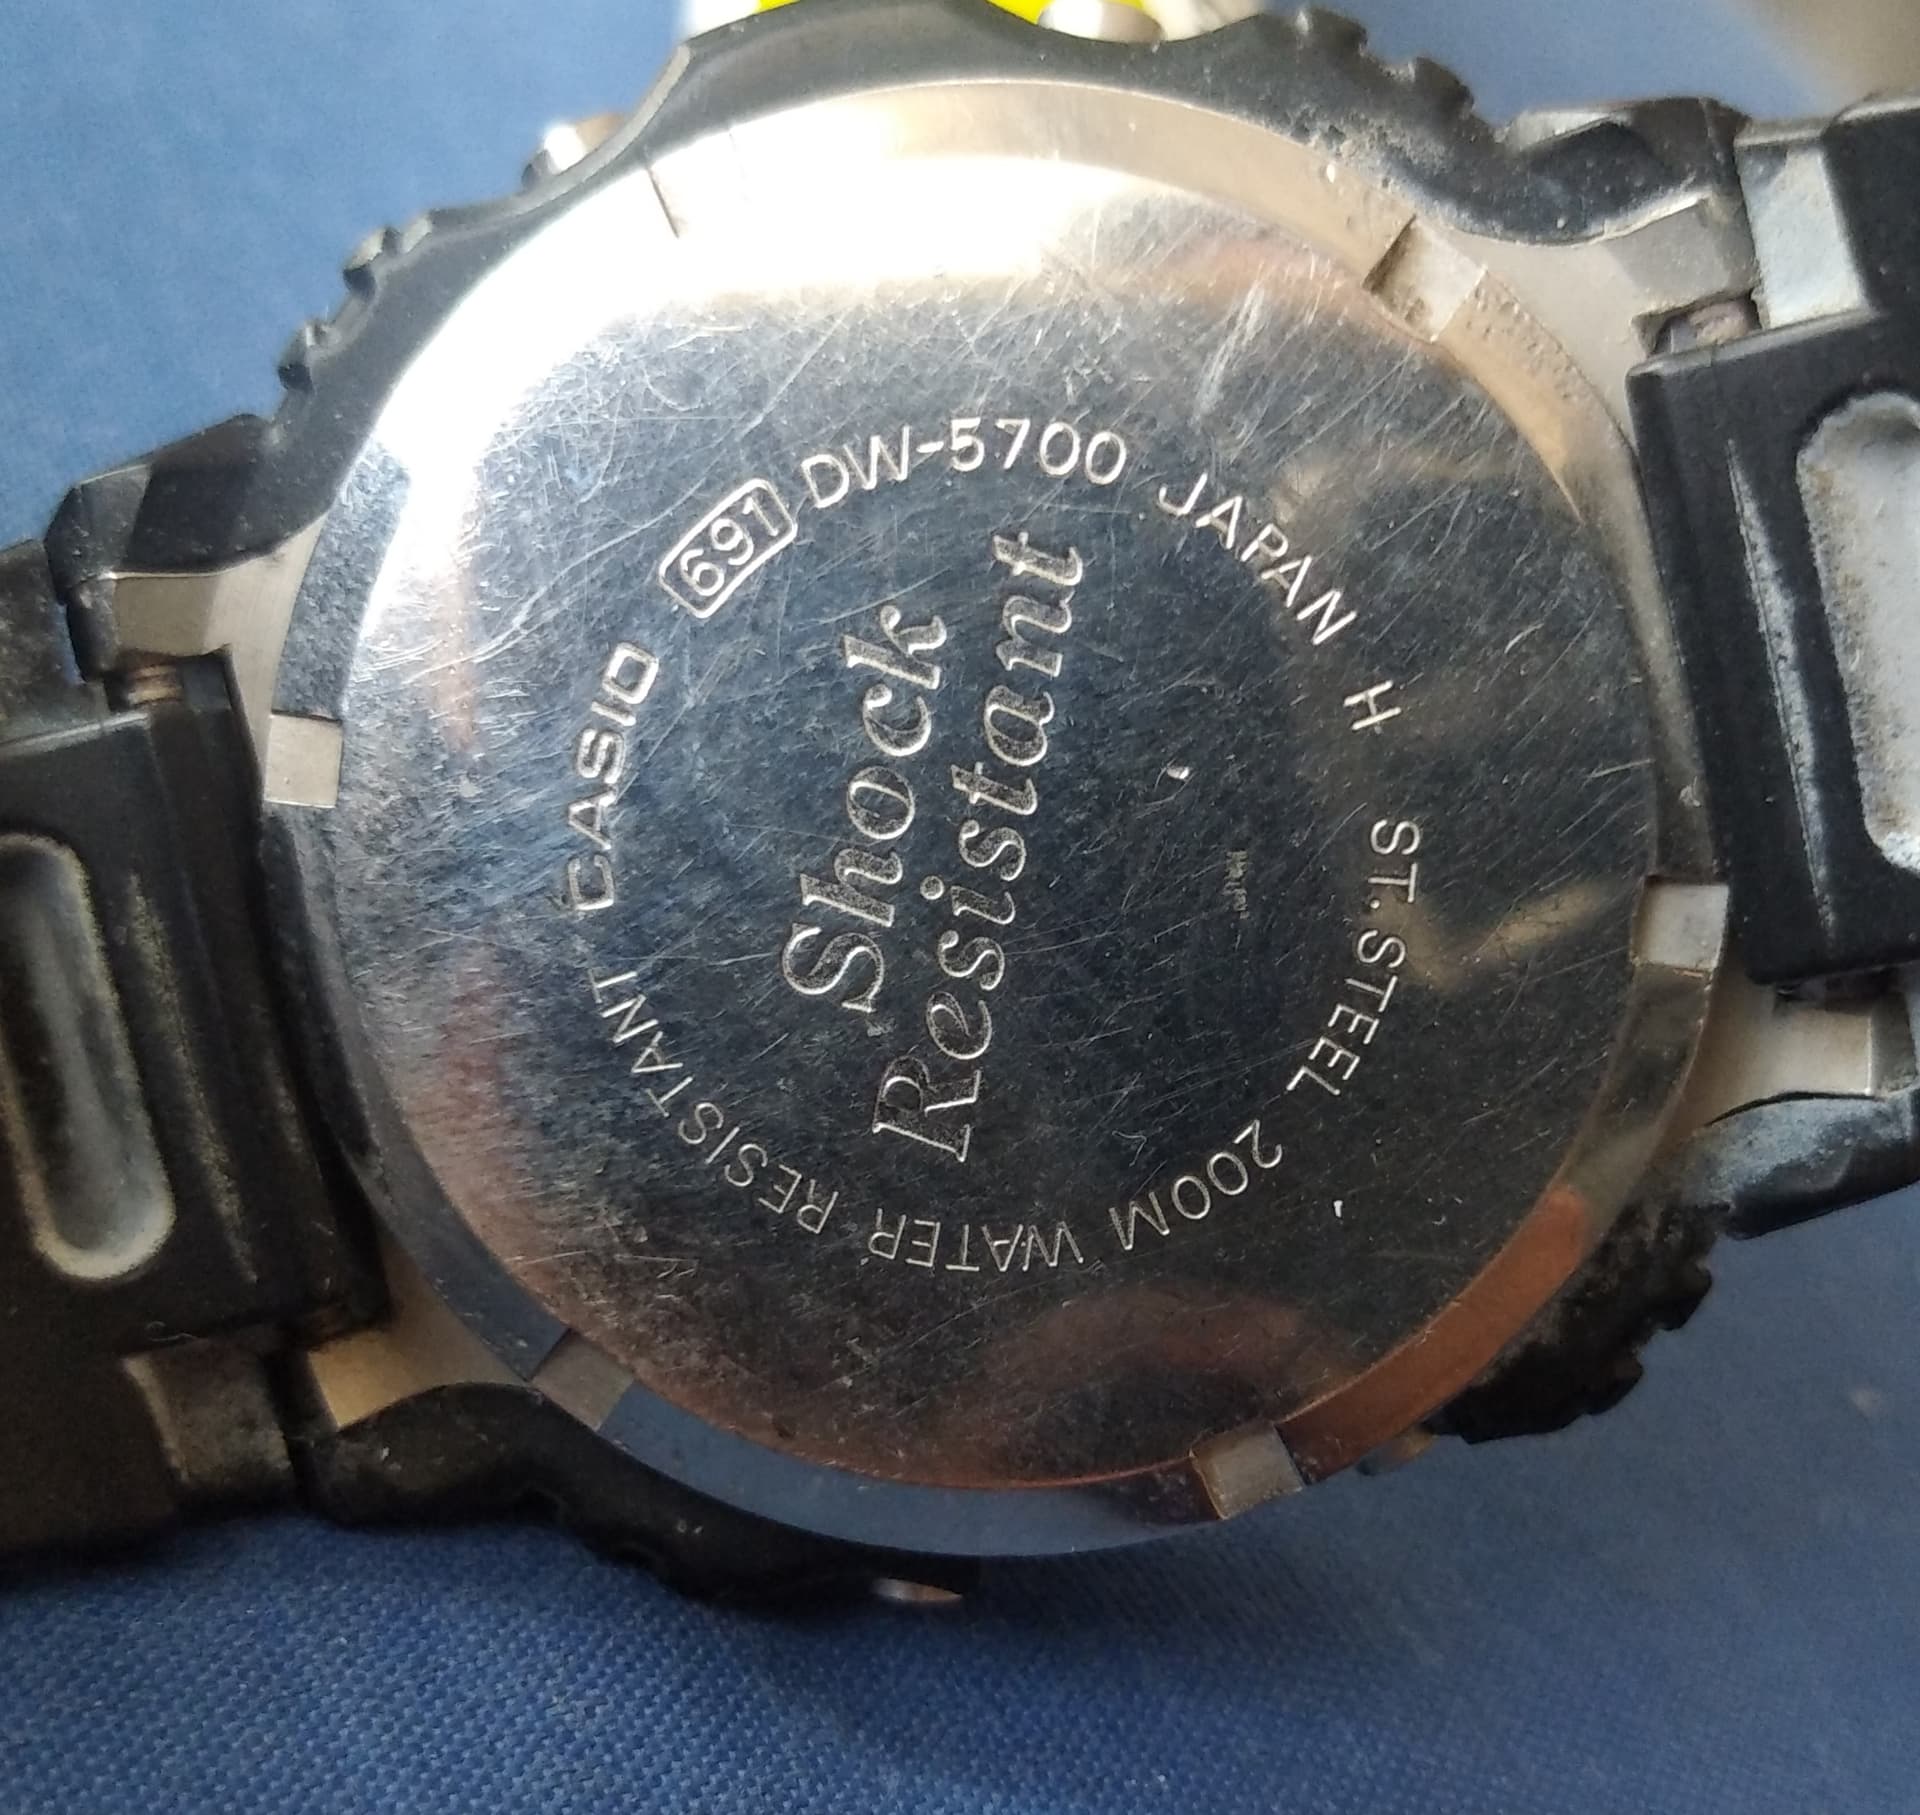 CASIO 691 DW-5700 JAPAN H ST.STEEL 200M WATER RESISTANT
Shock
Resistant